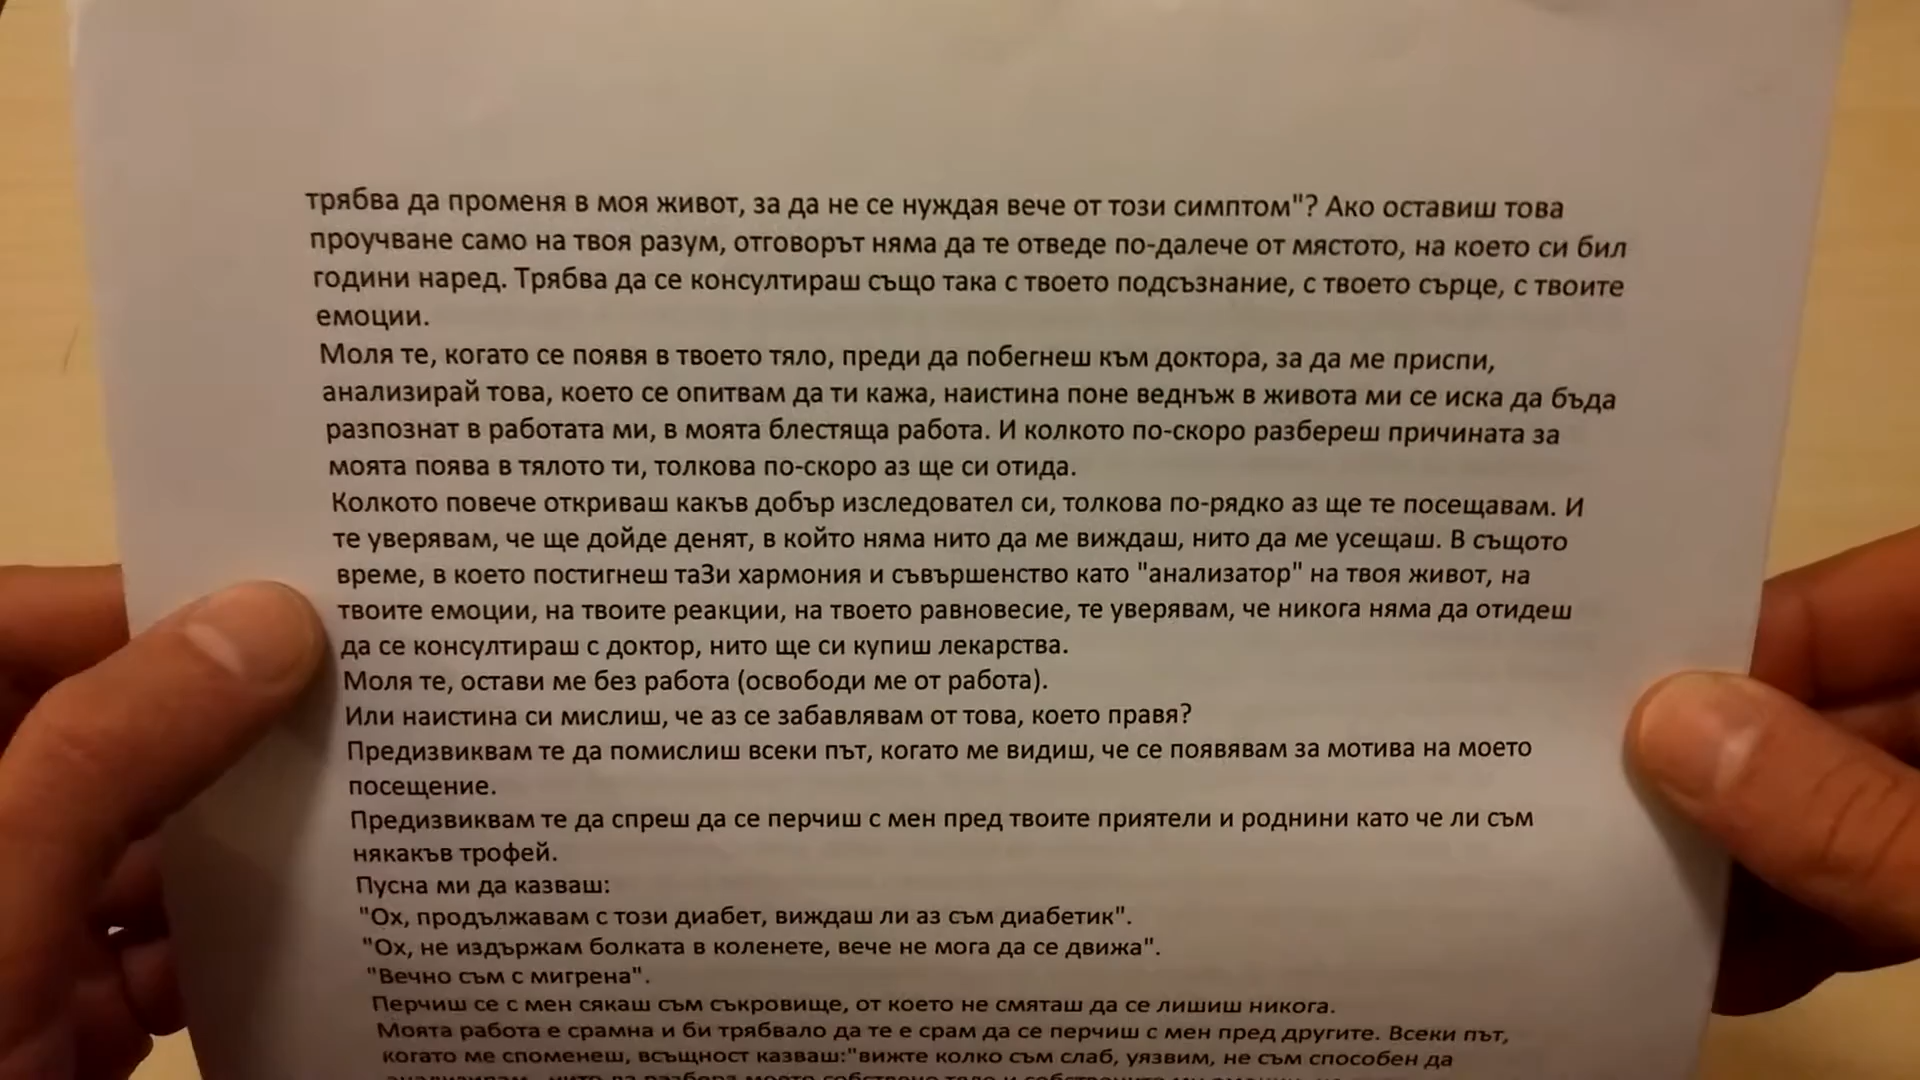 трябва да променя в моя живот, за да не се нуждая вече от този симптом"? Ако оставиш това
проучване само на твоя разум, отговорът няма да те отведе по-далече от мястото, на което си бил
години наред. Трябва да се консултираш също така с твоето подсъзнание, с твоето сърце, с твоите
емоции.
Моля те, когато се появя в твоето тяло, преди да побегнеш към доктора, за да ме приспи,
анализирай това, което се опитвам да ти кажа, наистина поне веднъж в живота ми се иска да бъда
разпознат в работата ми, в моята блестяща работа. И колкото по-скоро разбереш причината за
моята поява в тялото ти, толкова по-скоро аз ще си отида.
Колкото повече откриваш какъв добър изследовател си, толкова по-рядко аз ще те посещавам. И
те уверявам, че ще дойде денят, в който няма нито да ме виждаш, нито да ме усещаш. В същото
време, в което постигнеш таЗи хармония и съвършенство като "анализатор" на твоя живот, на
твоите емоции, на твоите реакции, на твоето равновесие, те уверявам, че никога няма да отидеш
да се консултираш с доктор, нито ще си купиш лекарства.
Моля те, остави ме без работа (освободи ме от работа).
Или наистина си мислиш, че аз се забавлявам от това, което правя?
Предизвиквам те да помислиш всеки път, когато ме видиш, че се появявам за мотива на моето
посещение.
Предизвиквам те да спреш да се перчиш с мен пред твоите приятели и роднини като че ли съм
някакъв трофей.
Пусна ми да казваш:
"Ох, продължавам с този диабет, виждаш ли аз съм диабетик".
"Ох, не издържам болката в коленете, вече не мога да се движа".
"Вечно съм с мигрена".
Перчиш се с мен сякаш съм съкровище, от което не смяташ да се лишиш никога.
Моята работа е срамна и би трябвало да те е срам да се перчиш с мен пред другите. Всеки път,
когато ме споменеш, всъщност казваш:"вижте колко съм слаб, уязвим, не съм способен да